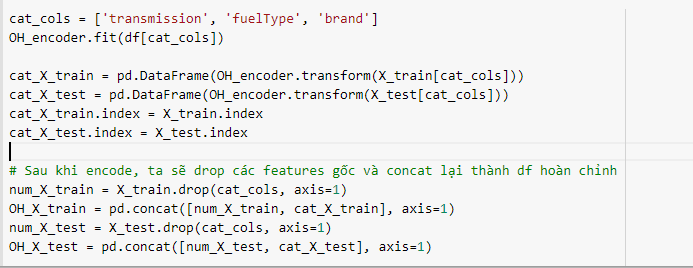 cat_cols = ['transmission', 'fuelType', 'brand']
OH_encoder.fit(df[cat_cols])
cat_X_train = pd.DataFrame(OH_encoder.transform(X_train[cat_cols]))
cat_X_test = pd.DataFrame(OH_encoder.transform(X_test[cat_cols]))
cat_X_train.index = X_train.index
cat_X_test.index = X_test.index
# Sau khi encode, ta sẽ drop các features gốc và concat lại thành df hoàn chỉnh
num_X_train = X_train.drop(cat_cols, axis=1)
OH_X_train = pd.concat([num_X_train, cat_X_train], axis=1)
num_X_test = X_test.drop(cat_cols, axis=1)
OH_X_test = pd.concat([num_X_test, cat_X_test], axis=1)